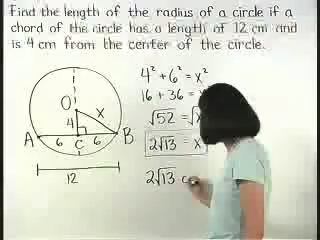 Find the length of the radius of a circle if a
chord of the circle has a length of 12 cm and
is 4 cm from the center of the circle.
O
4
x
A
6
C
6
B
12
4² + 6² = x²
16 + 36 = x
√52 = √
2√13 = x
2√13 c